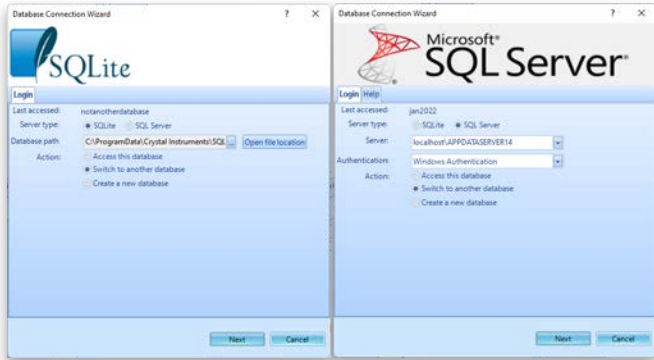 Database Connection Wizard
SQLite
Login
Last accessed: notanotherdatabase
Server type: SQLite SQL Server
Database path C:\ProgramData\Crystal Instruments\SQL ... Open file location
Action: Access this database
Switch to another database
Create a new database
Next Cancel
Database Connection Wizard
Microsoft®
SQL Server®
Login Help
Last accessed: jan2022
Server type: SQLite SQL Server
Server: localhost\APPDATASERVER14
Authentication: Windows Authentication
Action: Access this database
Switch to another database
Create a new database
Next Cancel